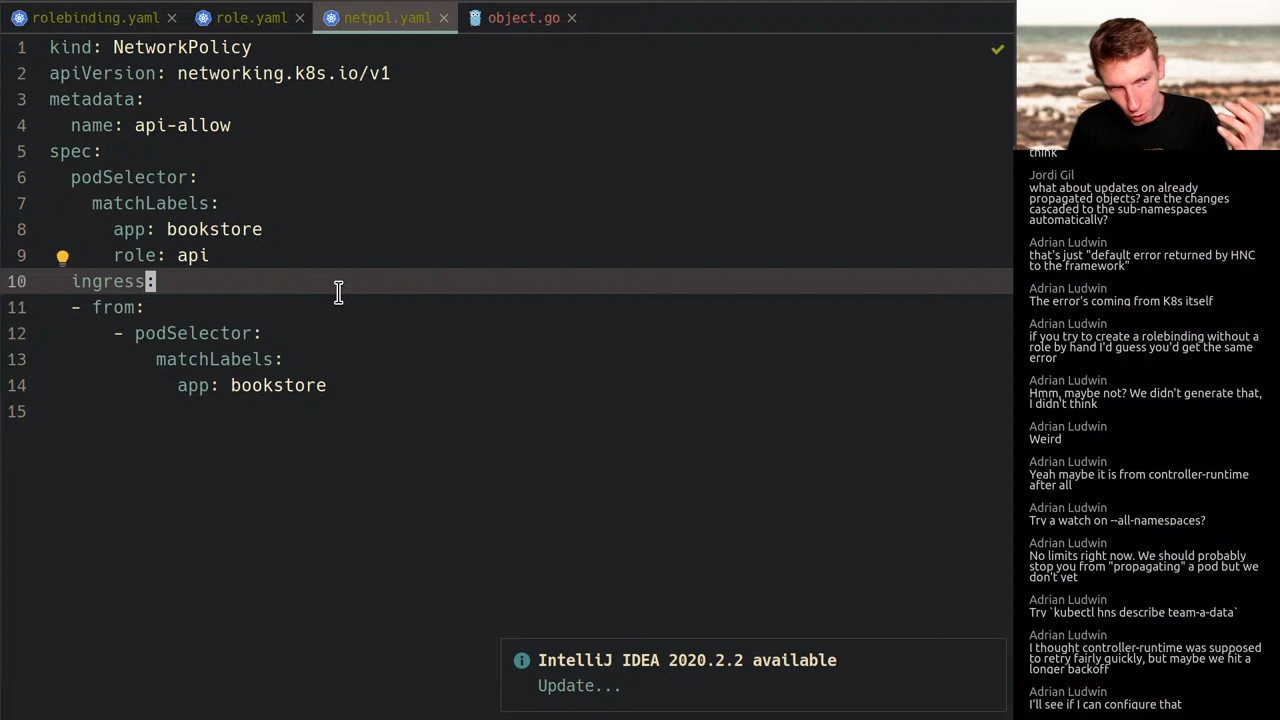 rolebinding.yaml role.yaml netpol.yaml object.go
1 kind: NetworkPolicy
2 apiVersion: networking.k8s.io/v1
3 metadata:
4 name: api-allow
5 spec:
6 podSelector:
7 matchLabels:
8 app: bookstore
9 role: api
10 ingress:
11 - from:
12 - podSelector:
13 matchLabels:
14 app: bookstore
15
IntelliJ IDEA 2020.2.2 available
Update...
think
Jordi Gil
what about updates on already
propagated objects? are the changes
cascaded to the sub-namespaces
automatically?
Adrian Ludwin
that's just "default error returned by HNC
to the framework"
Adrian Ludwin
The error's coming from K8s itself
Adrian Ludwin
if you try to create a rolebinding without a
role by hand I'd guess you'd get the same
error
Adrian Ludwin
Hmm, maybe not? We didn't generate that,
I didn't think
Adrian Ludwin
Weird
Adrian Ludwin
Yeah maybe it is from controller-runtime
after all
Adrian Ludwin
Try a watch on --all-namespaces?
Adrian Ludwin
No limits right now. We should probably
stop you from "propagating" a pod but we
don't yet
Adrian Ludwin
Try `kubectl hns describe team-a-data`
Adrian Ludwin
I thought controller-runtime was supposed
to retry fairly quickly, but maybe we hit a
longer backoff
Adrian Ludwin
I'll see if I can configure that